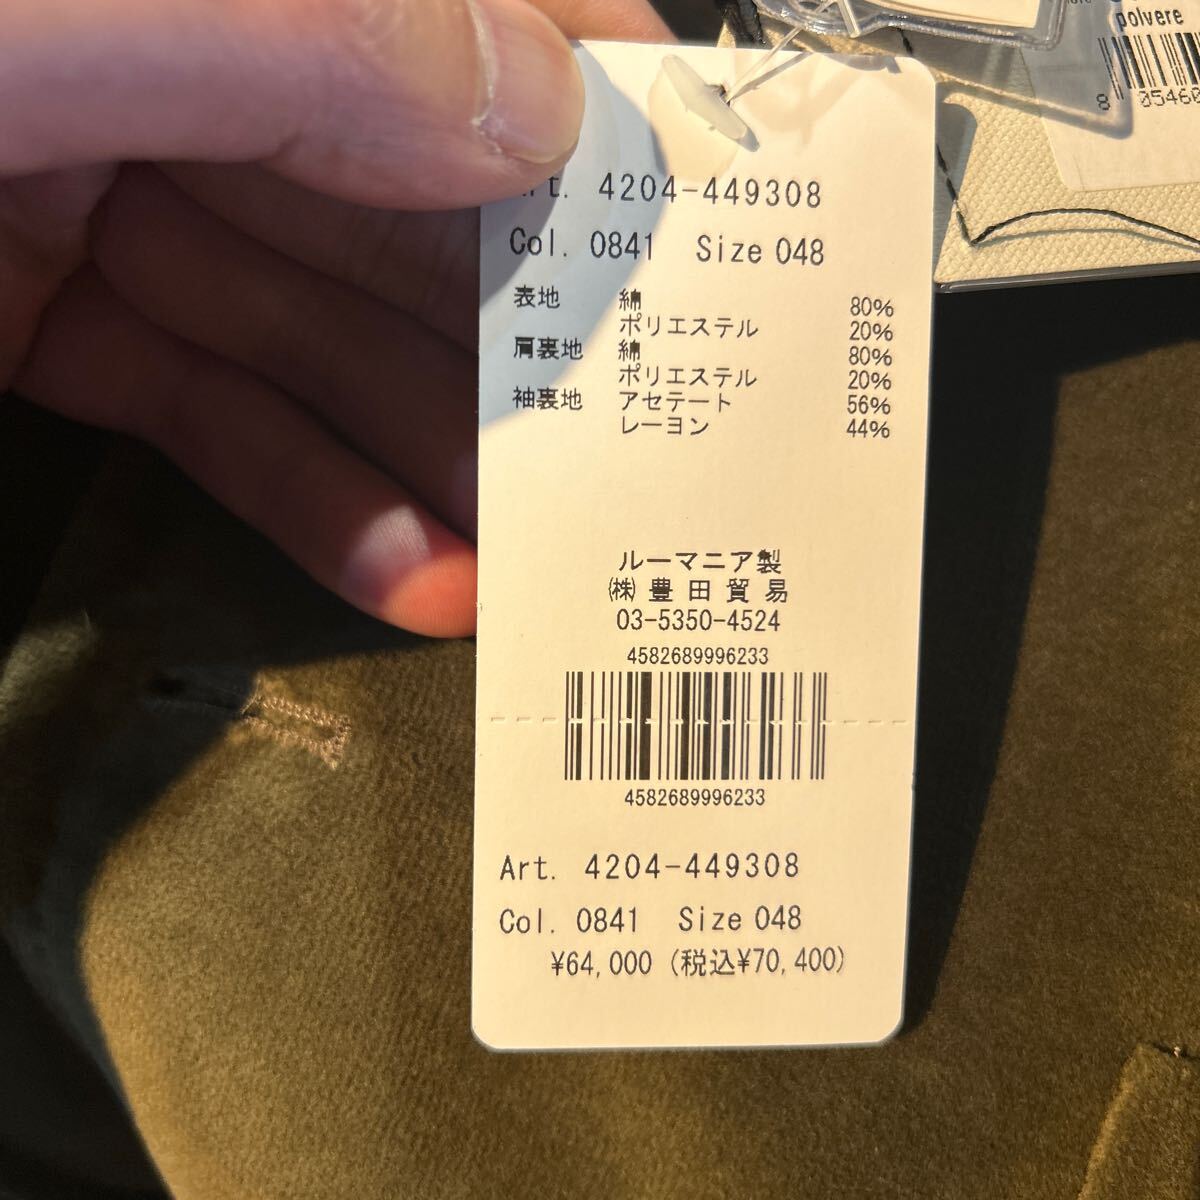 polvere
8 05460
Art. 4204-449308
Col. 0841 Size 048
表地 綿 80%
ポリエステル 20%
肩裏地 綿 80%
ポリエステル 20%
袖裏地 アセテート 56%
レーヨン 44%
ルーマニア製
㈱ 豊田貿易
03-5350-4524
4582689996233
4582689996233
Art. 4204-449308
Col. 0841 Size 048
¥64,000 (税込¥70,400)